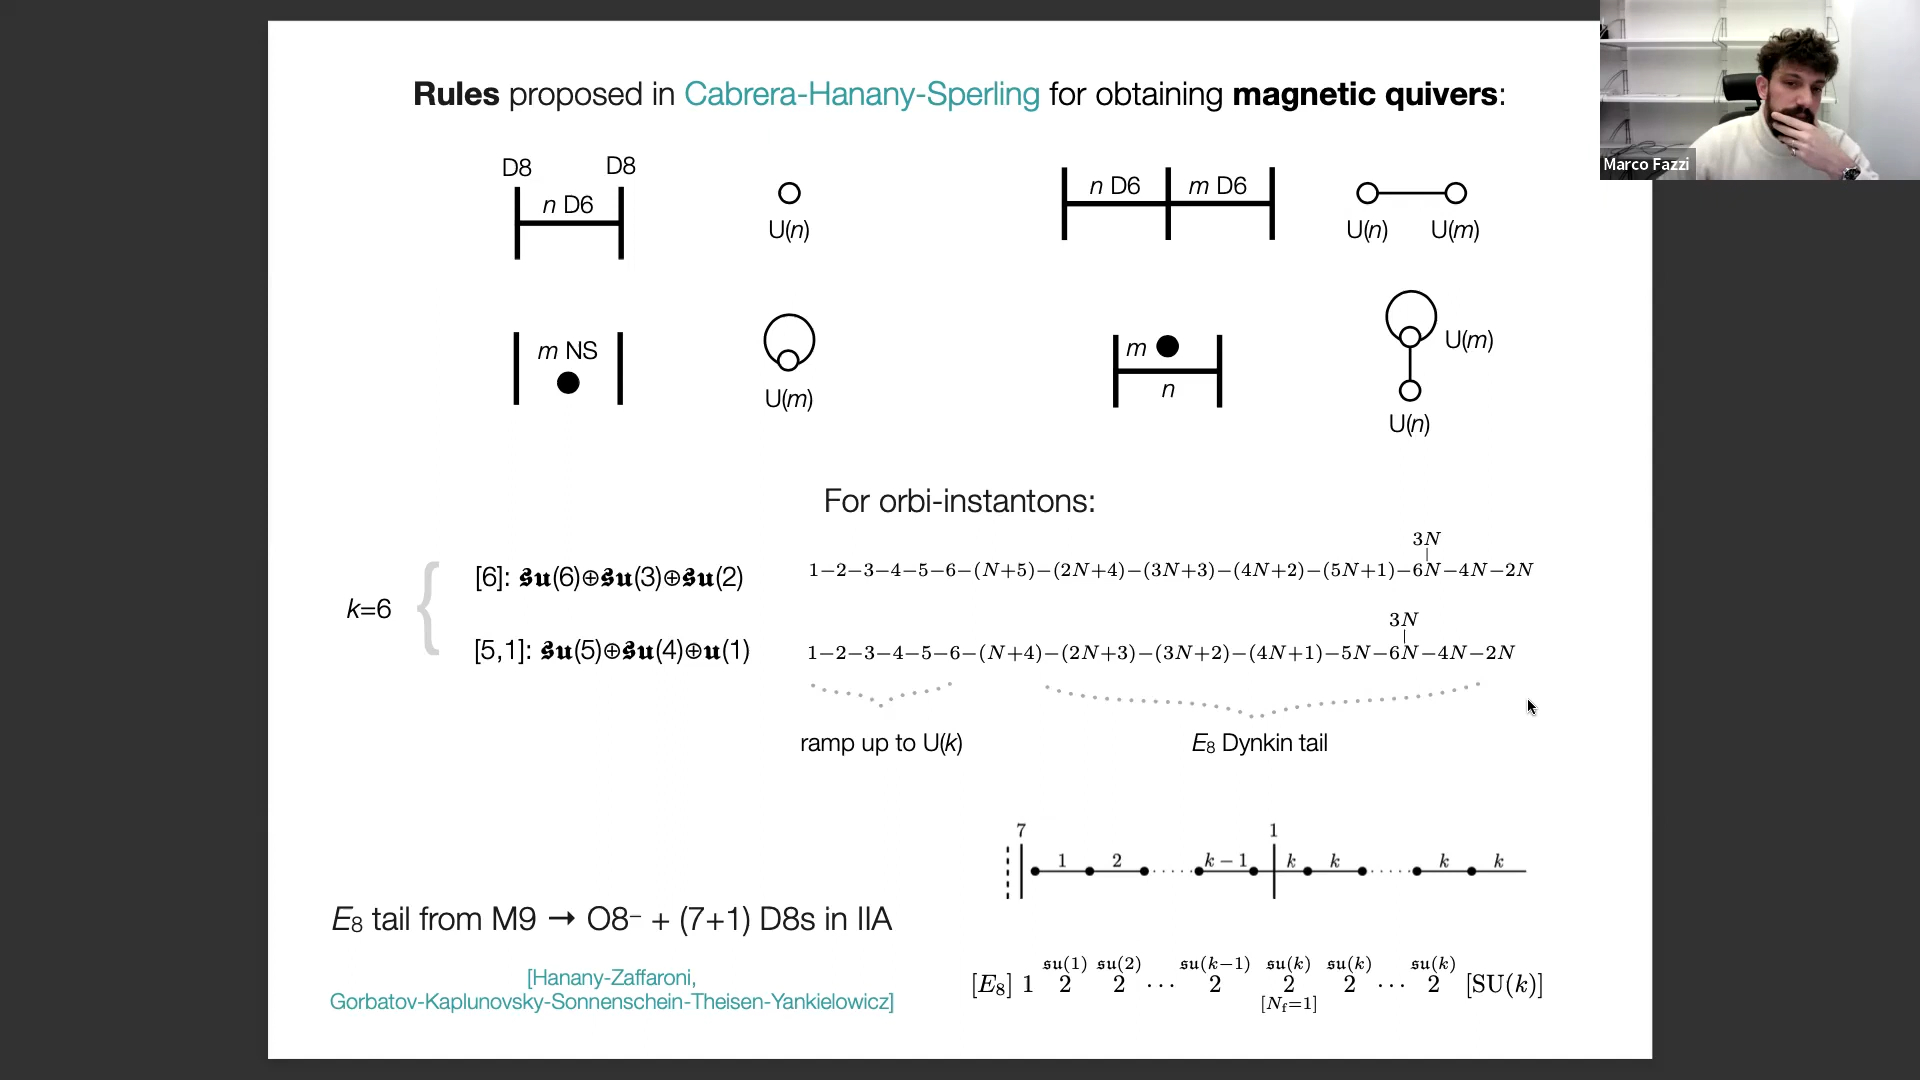 Rules proposed in Cabrera-Hanany-Sperling for obtaining magnetic quivers:
Marco Fazzi
D8 D8
n D6
U(n)
n D6 m D6
U(n) U(m)
m NS
U(m)
m
n
U(m)
U(n)
For orbi-instantons:
k=6
[6]: 𝖘𝖚(6)⊕𝖘𝖚(3)⊕𝖘𝖚(2)
3N
1−2−3−4−5−6−(N+5)−(2N+4)−(3N+3)−(4N+2)−(5N+1)−6N−4N−2N
[5,1]: 𝖘𝖚(5)⊕𝖘𝖚(4)⊕𝖚(1)
3N
1−2−3−4−5−6−(N+4)−(2N+3)−(3N+2)−(4N+1)−5N−6N−4N−2N
ramp up to U(k)
E₈ Dynkin tail
7 1
1 2 ····· k − 1 k k ····· k k
E₈ tail from M9 → O8⁻ + (7+1) D8s in IIA
[Hanany-Zaffaroni,
Gorbatov-Kaplunovsky-Sonnenschein-Theisen-Yankielowicz]
𝔰𝔲(1) 𝔰𝔲(2) 𝔰𝔲(k−1) 𝔰𝔲(k) 𝔰𝔲(k) 𝔰𝔲(k)
[E₈] 1 2 2 ··· 2 2 2 ··· 2 [SU(k)]
[N_f=1]